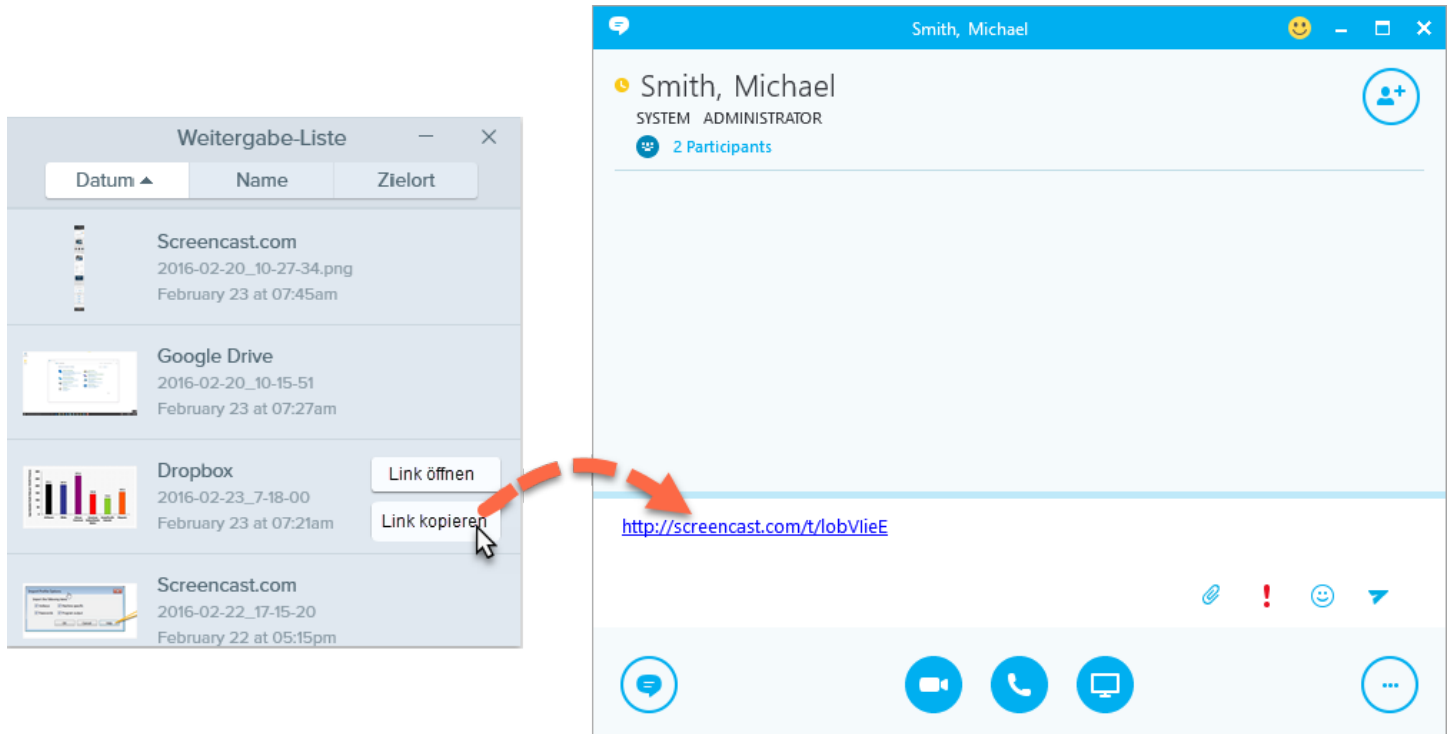 Weitergabe-Liste
Datum
Name
Zielort
Screencast.com
2016-02-20_10-27-34.png
February 23 at 07:45am
Google Drive
2016-02-20_10-15-51
February 23 at 07:27am
Dropbox
2016-02-23_7-18-00
February 23 at 07:21am
Link öffnen
Link kopieren
Screencast.com
2016-02-22_17-15-20
February 22 at 05:15pm
Smith, Michael
Smith, Michael
SYSTEM ADMINISTRATOR
2 Participants
http://screencast.com/t/lobVIieE